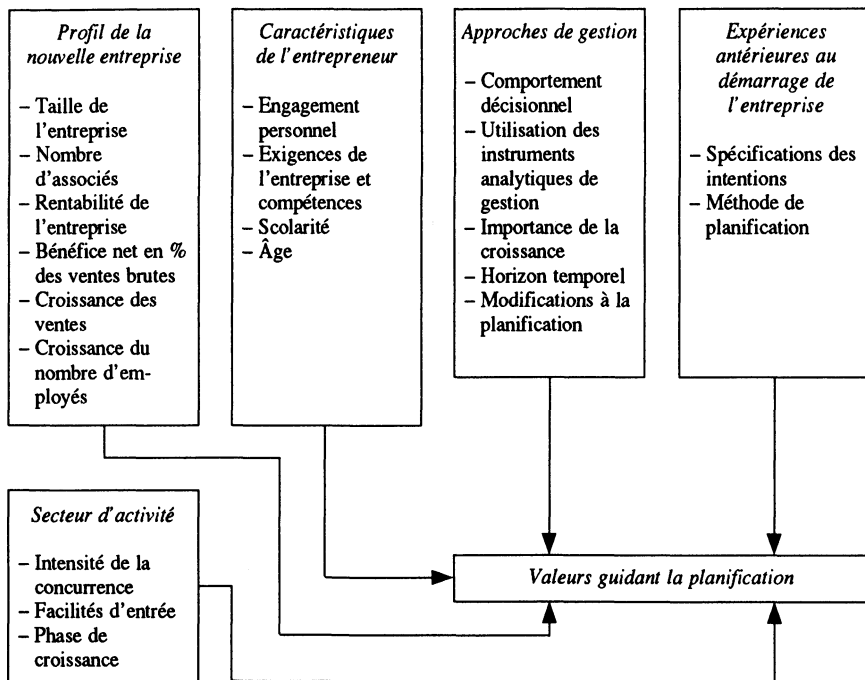 Profil de la
nouvelle entreprise
– Taille de
l'entreprise
– Nombre
d'associés
– Rentabilité de
l'entreprise
– Bénéfice net en %
des ventes brutes
– Croissance des
ventes
– Croissance du
nombre d'em-
ployés
Caractéristiques
de l'entrepreneur
– Engagement
personnel
– Exigences de
l'entreprise et
compétences
– Scolarité
– Âge
Approches de gestion
– Comportement
décisionnel
– Utilisation des
instruments
analytiques de
gestion
– Importance de la
croissance
– Horizon temporel
– Modifications à la
planification
Expériences
antérieures au
démarrage de
l'entreprise
– Spécifications des
intentions
– Méthode de
planification
Secteur d'activité
– Intensité de la
concurrence
– Facilités d'entrée
– Phase de
croissance
Valeurs guidant la planification